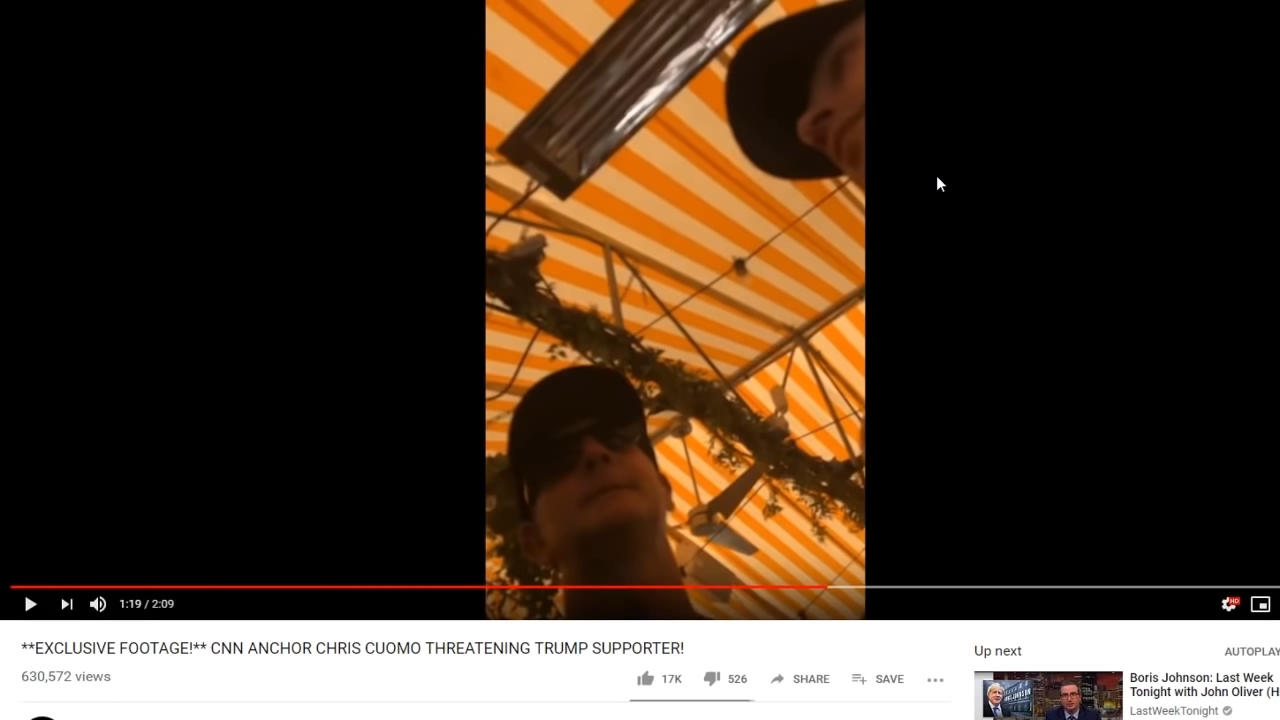 1:19 / 2:09
HD
**EXCLUSIVE FOOTAGE!** CNN ANCHOR CHRIS CUOMO THREATENING TRUMP SUPPORTER!
630,572 views
17K
526
SHARE
SAVE
Up next
AUTOPLAY
Boris Johnson: Last Week
Tonight with John Oliver (H
LastWeekTonight